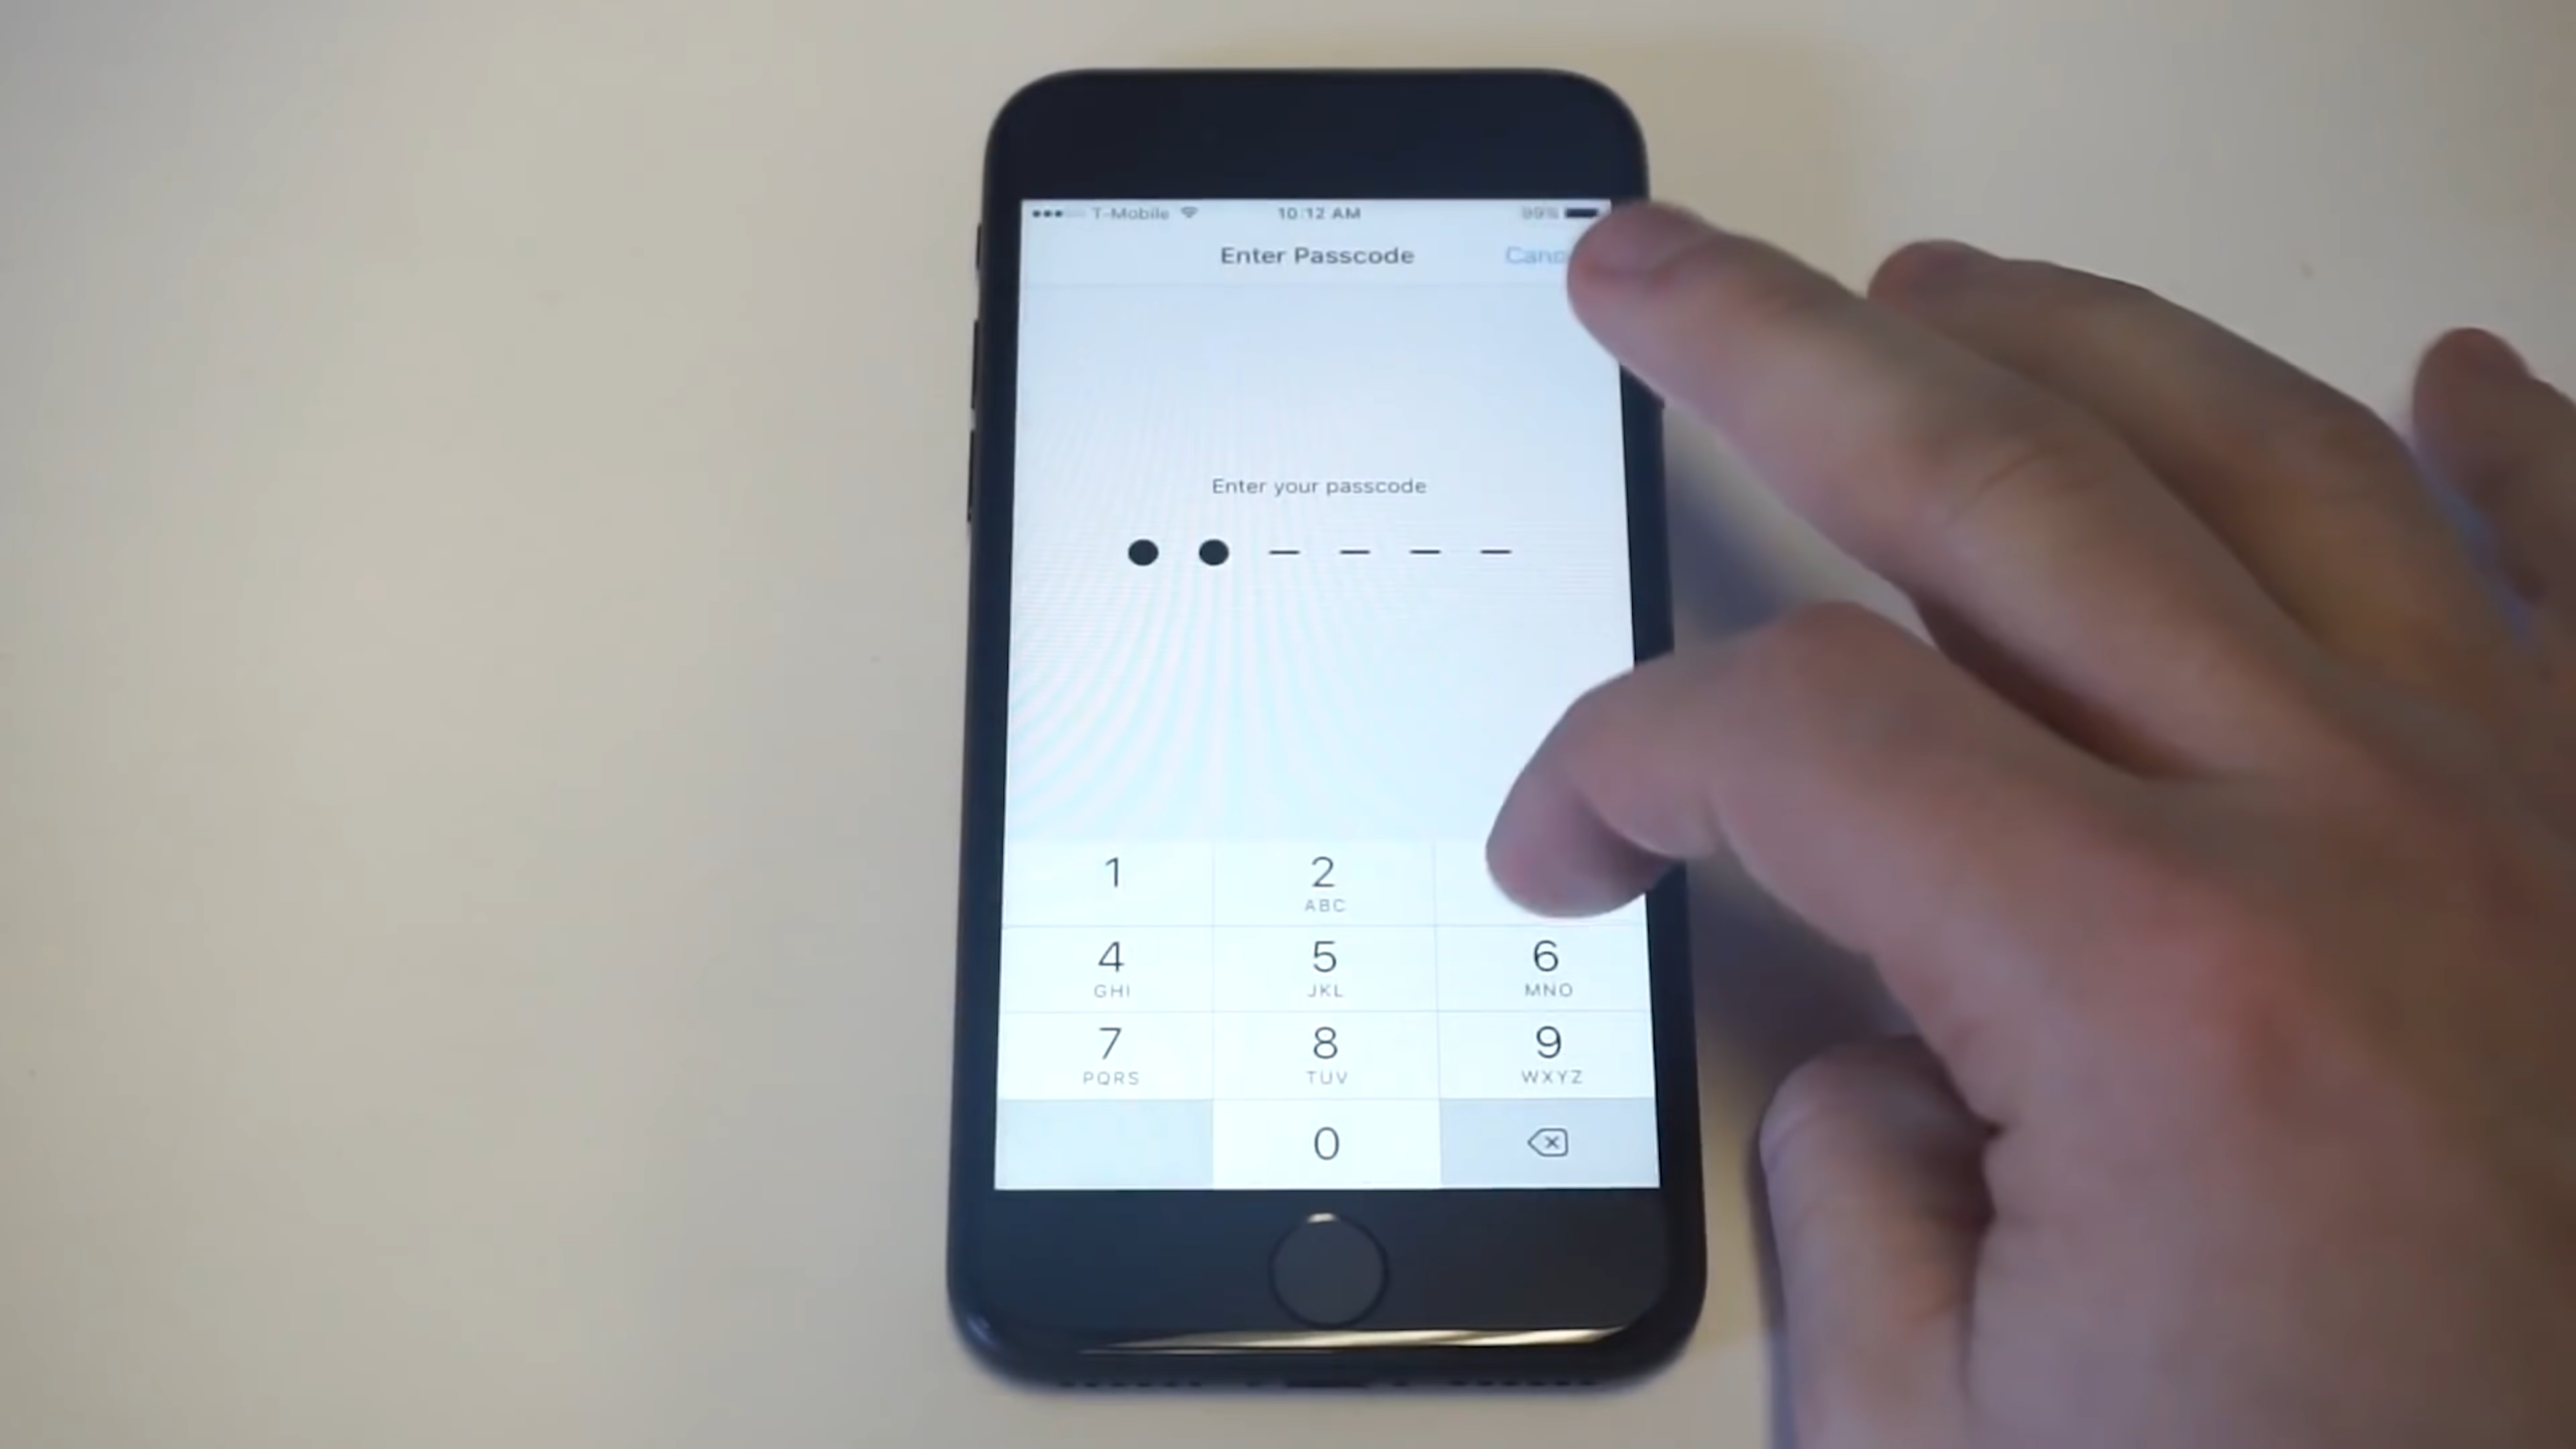 T-Mobile 10:12 AM 99%
Enter Passcode
Enter your passcode
1 2
ABC
4 5 6
GHI JKL MNO
7 8 9
PQRS TUV WXYZ
0